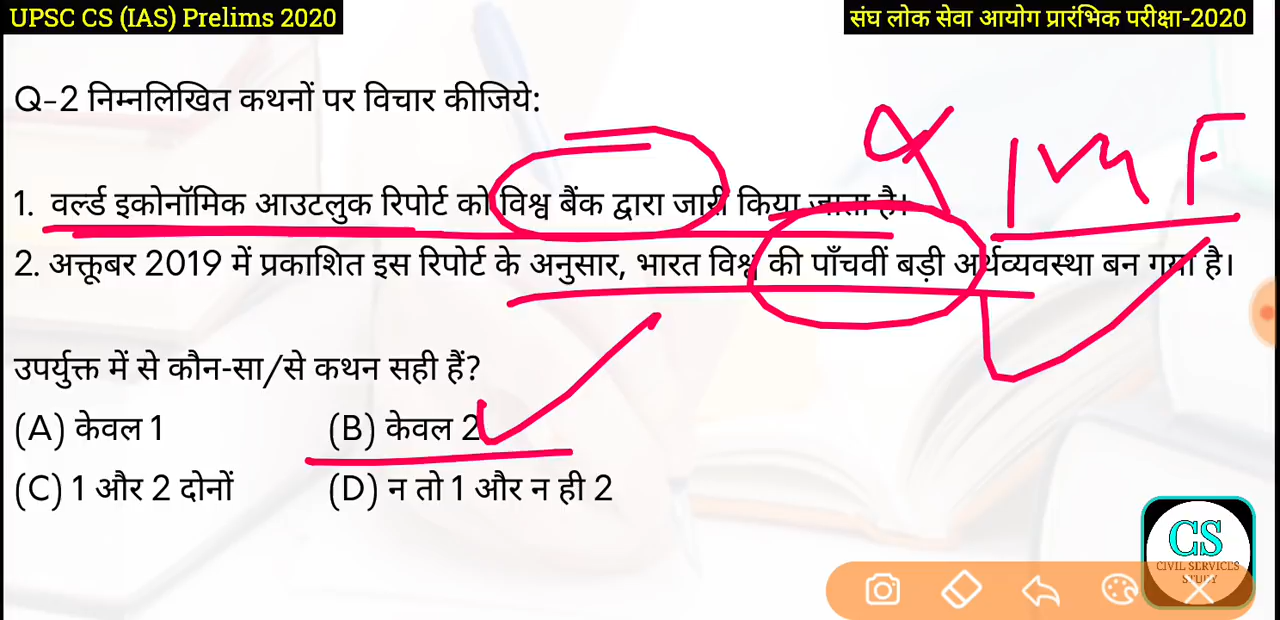 UPSC CS (IAS) Prelims 2020
संघ लोक सेवा आयोग प्रारंभिक परीक्षा-2020
Q-2 निम्नलिखित कथनों पर विचार कीजिये:
IMF
1. वर्ल्ड इकोनॉमिक आउटलुक रिपोर्ट को विश्व बैंक द्वारा जारी किया जाता है।
2. अक्तूबर 2019 में प्रकाशित इस रिपोर्ट के अनुसार, भारत विश्व की पाँचवीं बड़ी अर्थव्यवस्था बन गया है।
उपर्युक्त में से कौन-सा/से कथन सही हैं?
(A) केवल 1 (B) केवल 2
(C) 1 और 2 दोनों (D) न तो 1 और न ही 2
CS
CIVIL SERVICES
STUDY